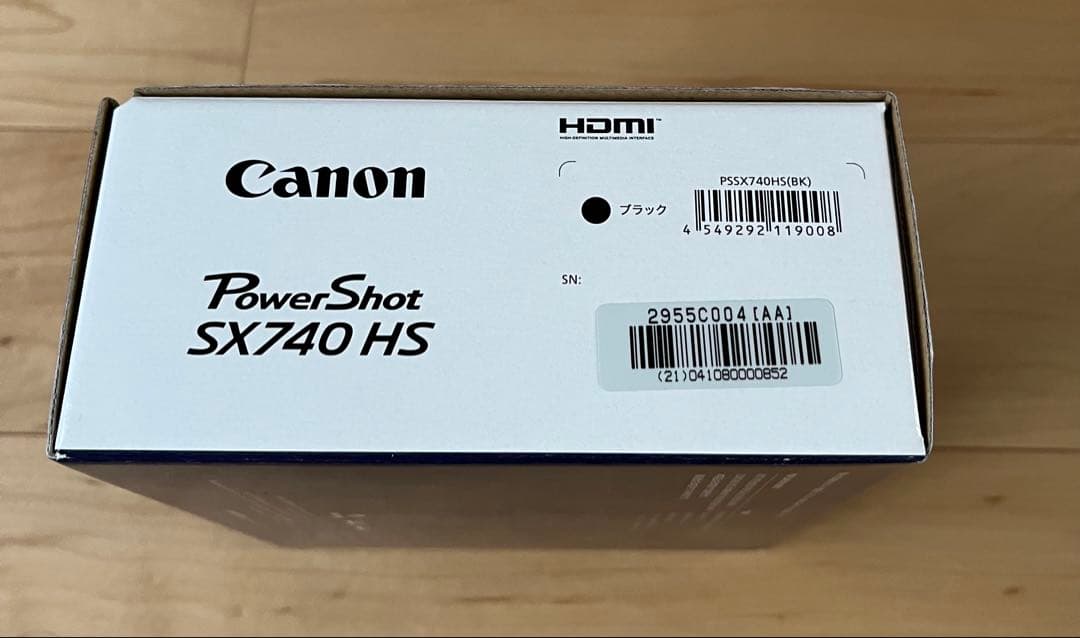 Canon
PowerShot
SX740 HS
HDMI™
HIGH-DEFINITION MULTIMEDIA INTERFACE
ブラック
PSSX740HS(BK)
4 549292 119008
SN:
2955C004[AA]
(21)041080000852